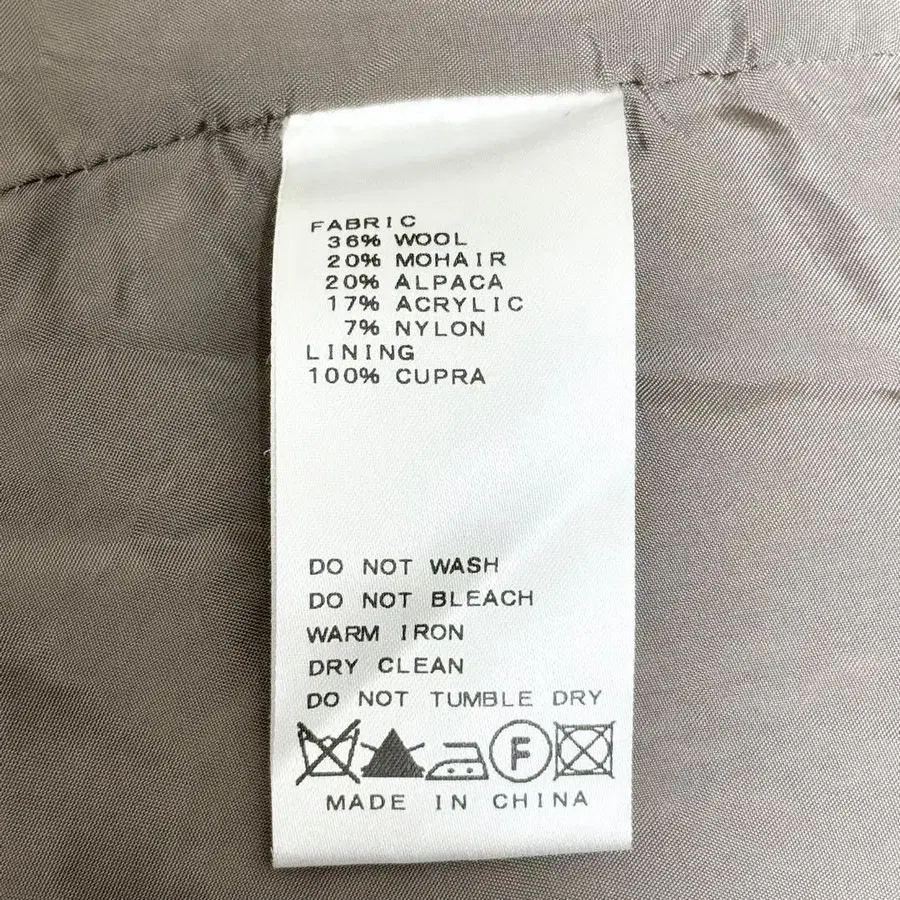 FABRIC
36% WOOL
20% MOHAIR
20% ALPACA
17% ACRYLIC
7% NYLON
LINING
100% CUPRA
DO NOT WASH
DO NOT BLEACH
WARM IRON
DRY CLEAN
DO NOT TUMBLE DRY
F
MADE IN CHINA